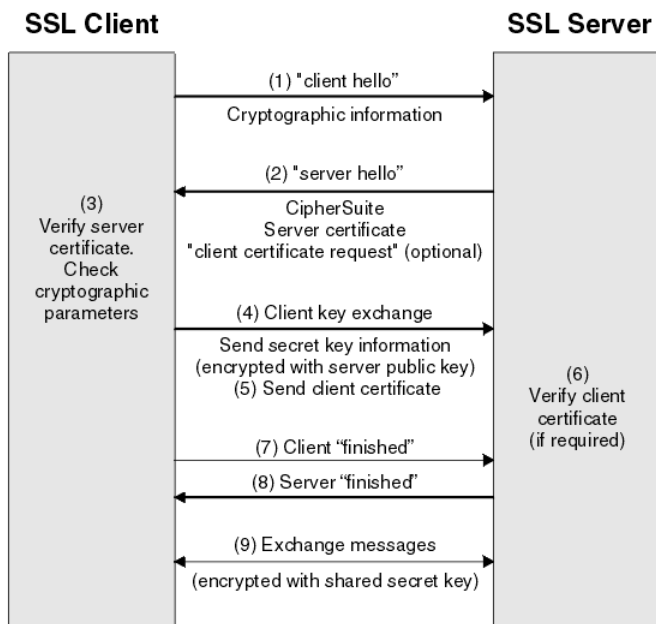 SSL Client
SSL Server
(1) "client hello”
Cryptographic information
(2) "server hello”
CipherSuite
Server certificate
"client certificate request" (optional)
(3)
Verify server
certificate.
Check
cryptographic
parameters
(4) Client key exchange
Send secret key information
(encrypted with server public key)
(5) Send client certificate
(6)
Verify client
certificate
(if required)
(7) Client “finished”
(8) Server “finished”
(9) Exchange messages
(encrypted with shared secret key)